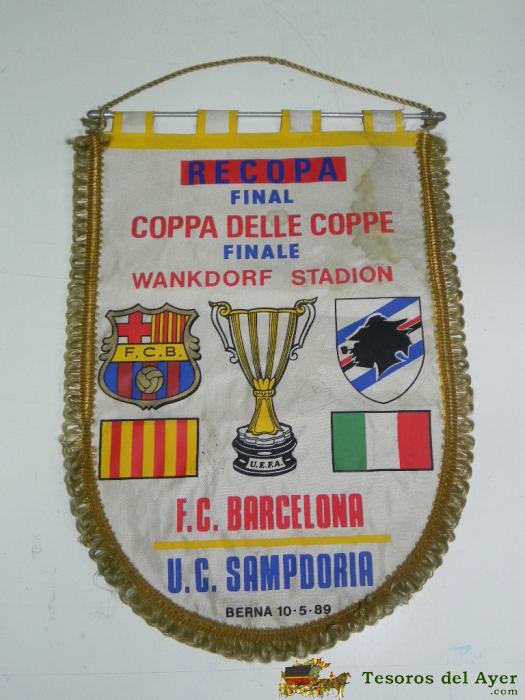 RECOPA
FINAL
COPPA DELLE COPPE
FINALE
WANKDORF STADION
F.C.B.
U.E.F.A.
F.C. BARCELONA
U.C. SAMPDORIA
BERNA 10·5·89
Tesoros del Ayer
.com